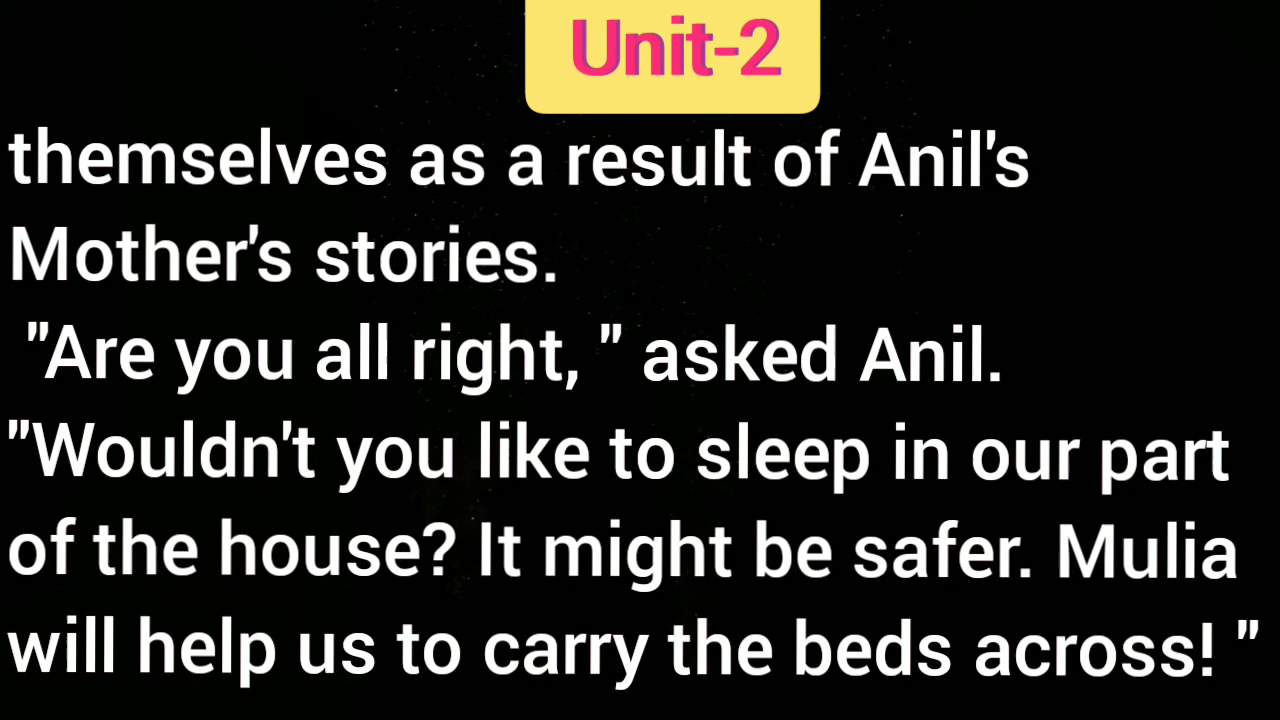 Unit-2
themselves as a result of Anil's
Mother's stories.
"Are you all right, " asked Anil.
"Wouldn't you like to sleep in our part
of the house? It might be safer. Mulia
will help us to carry the beds across! "